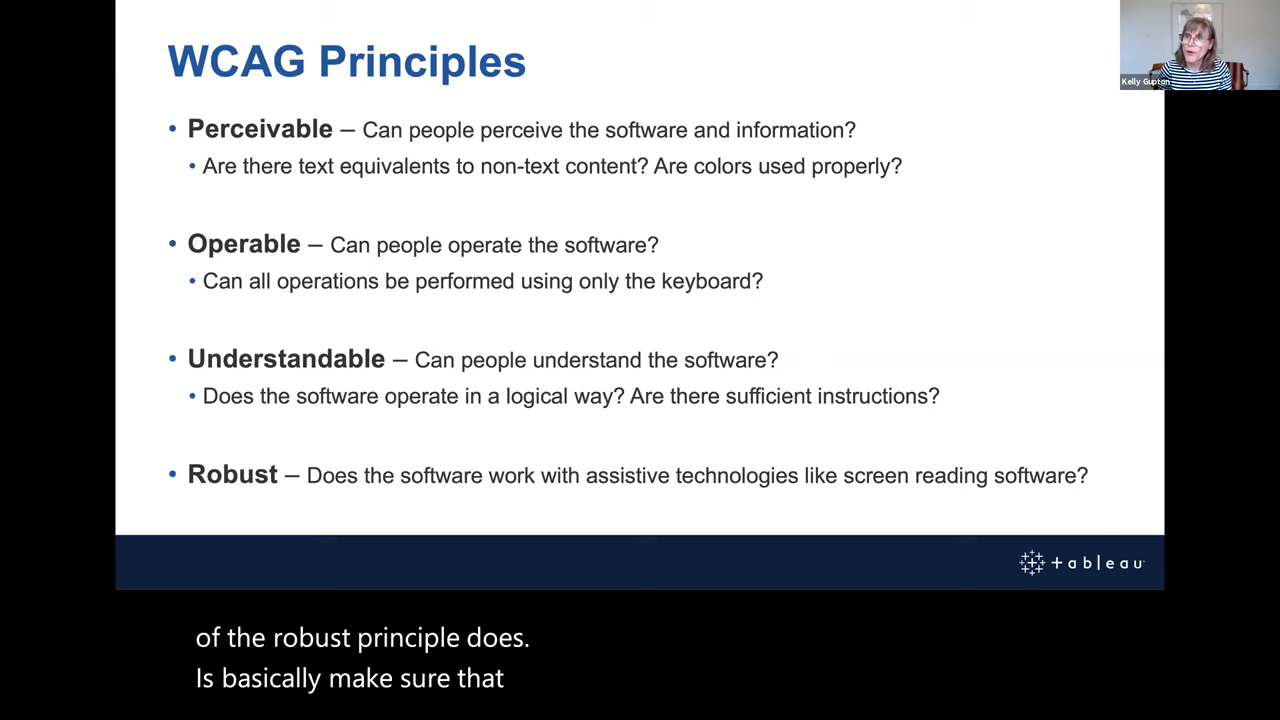 WCAG Principles
Kelly Gupton
• Perceivable – Can people perceive the software and information?
• Are there text equivalents to non-text content? Are colors used properly?
• Operable – Can people operate the software?
• Can all operations be performed using only the keyboard?
• Understandable – Can people understand the software?
• Does the software operate in a logical way? Are there sufficient instructions?
• Robust – Does the software work with assistive technologies like screen reading software?
+ableau
of the robust principle does.
Is basically make sure that